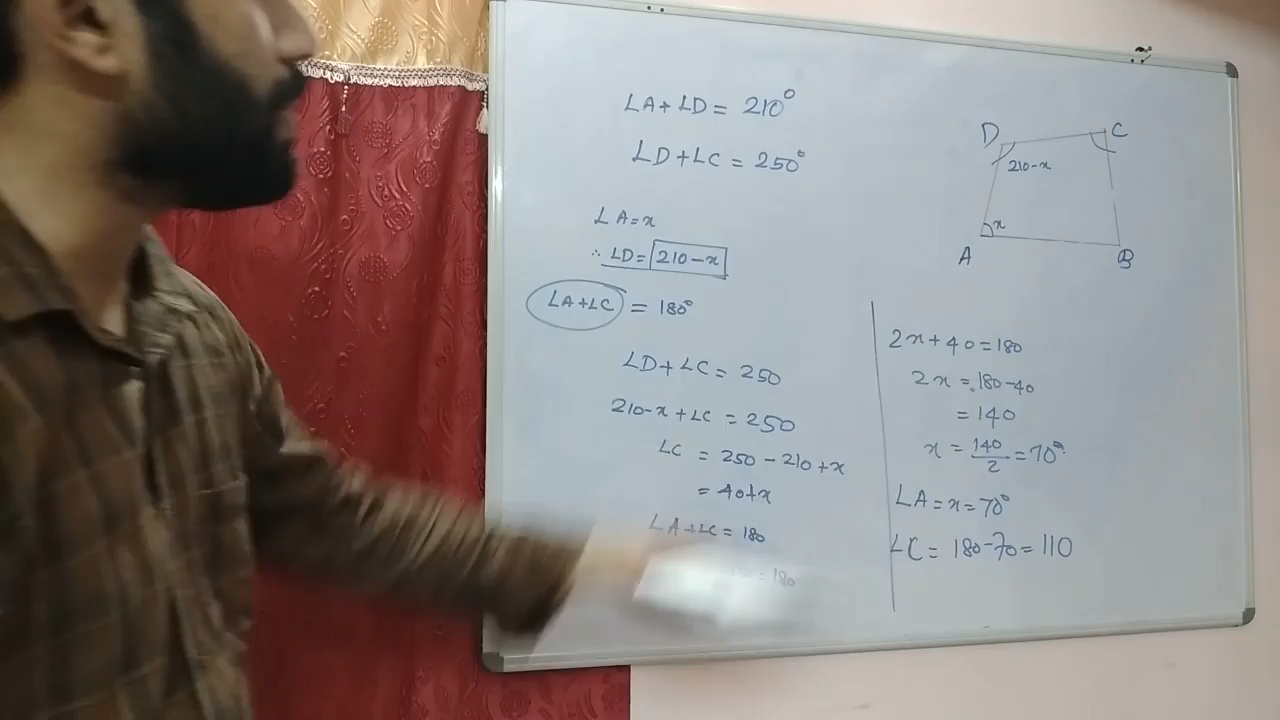 ∠A+∠D = 210°
∠D+∠C = 250°
∠A=x
∴ ∠D= 210-x
∠A+∠C = 180°
∠D+∠C = 250
210-x+∠C = 250
∠C = 250-210+x
= 40+x
∠A+∠C = 180
= 180
D C
210-x
x
A B
2x+40=180
2x = 180-40
= 140
x = 140/2 = 70°
∠A=x=70°
∠C= 180-70= 110